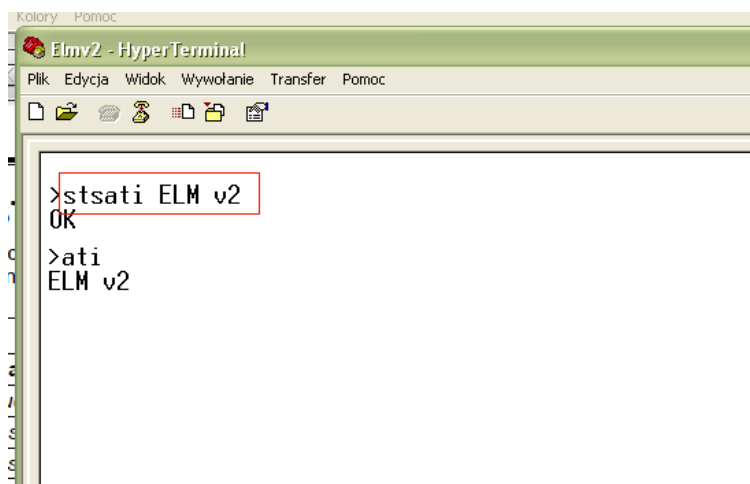 Kolory Pomoc
Elmv2 - HyperTerminal
Plik Edycja Widok Wywołanie Transfer Pomoc
>stsati ELM v2
OK
>ati
ELM v2